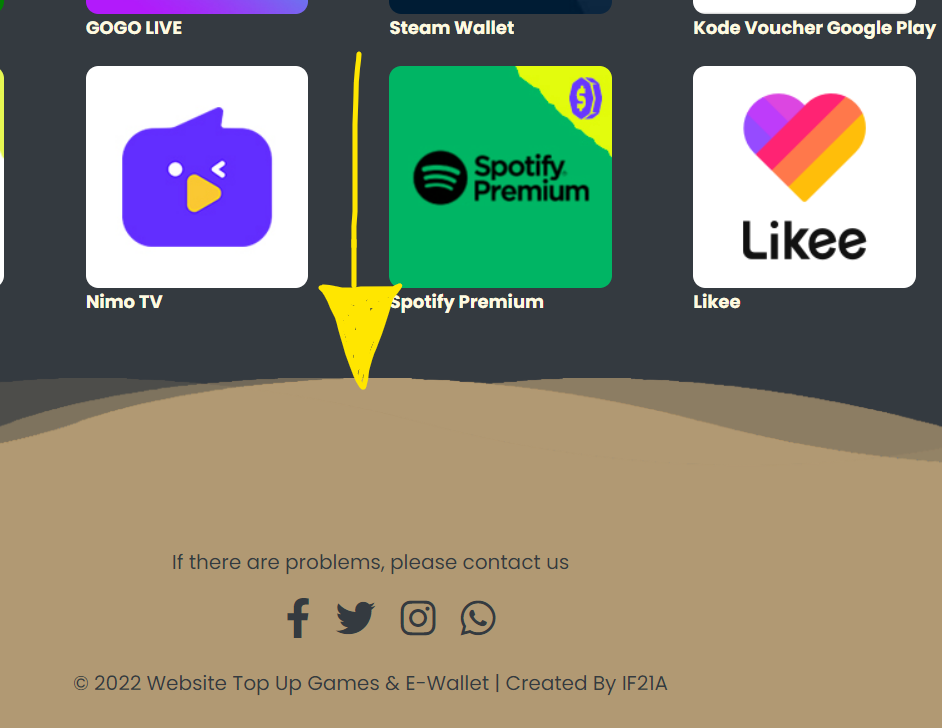 GOGO LIVE
Steam Wallet
Kode Voucher Google Play
$
Spotify
Premium
Likee
Nimo TV
Spotify Premium
Likee
If there are problems, please contact us
© 2022 Website Top Up Games & E-Wallet | Created By IF21A